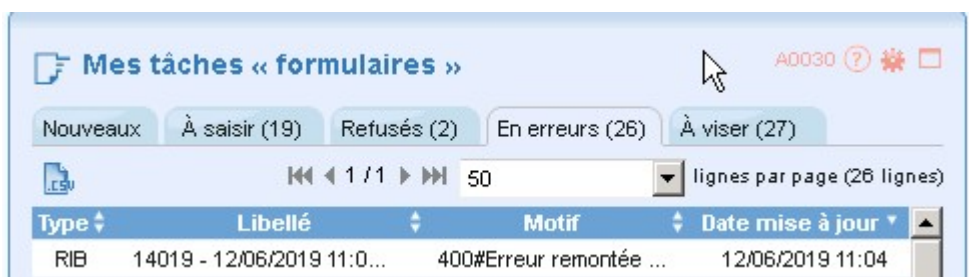 Mes tâches « formulaires »
A0030 ?
Nouveaux À saisir (19) Refusés (2) En erreurs (26) À viser (27)
.csv 1 / 1 50 lignes par page (26 lignes)
Type Libellé Motif Date mise à jour
RIB 14019 - 12/06/2019 11:0... 400#Erreur remontée ... 12/06/2019 11:04